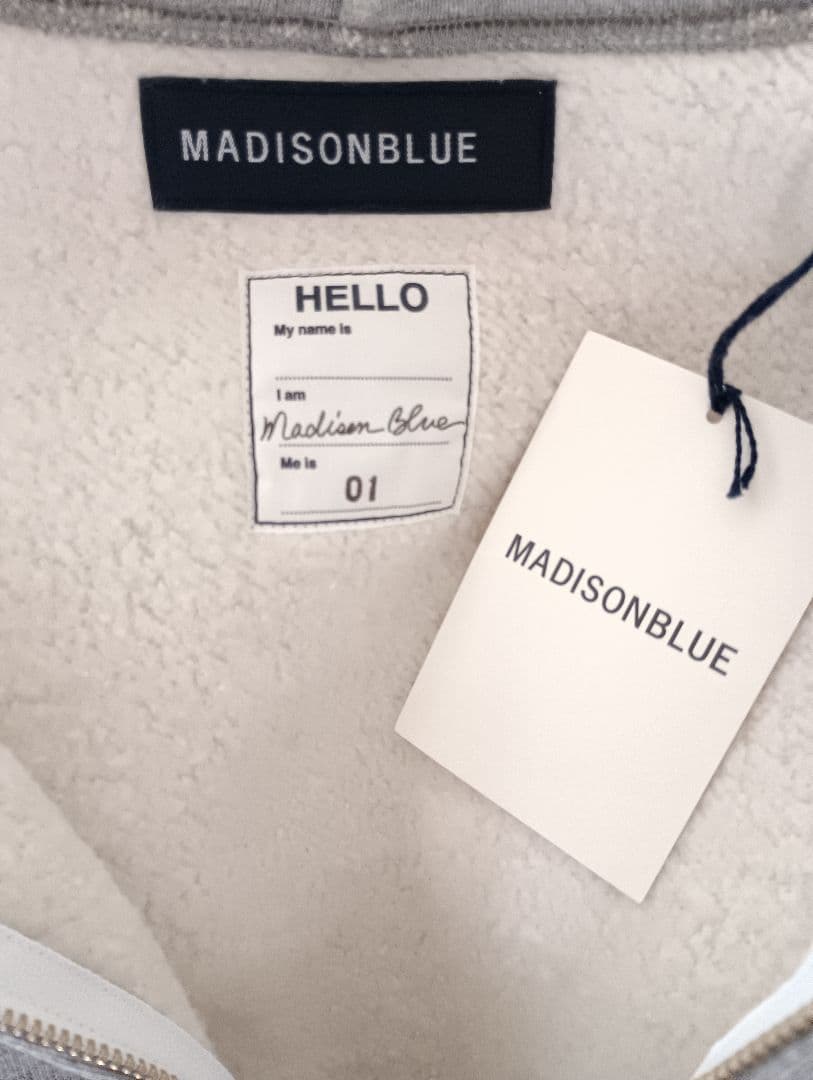 MADISONBLUE
HELLO
My name is
I am
Madison Blue
Me is
01
MADISONBLUE